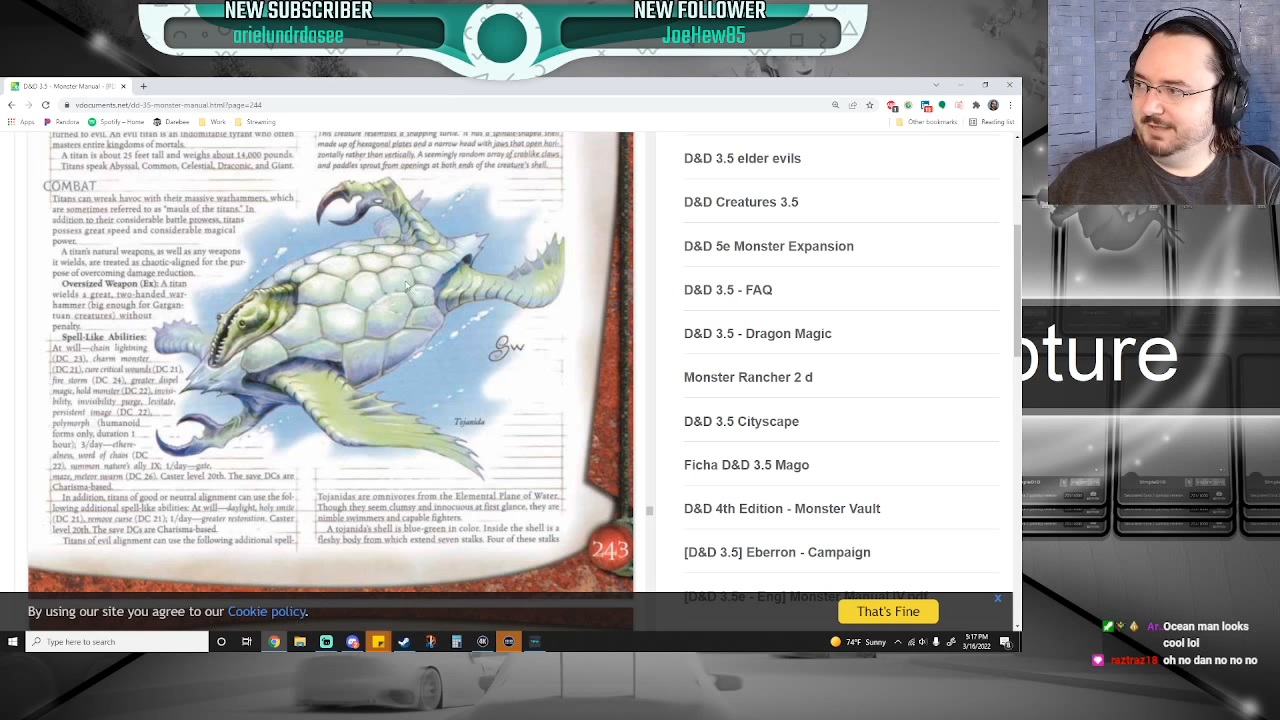 NEW SUBSCRIBER
arielundrdasee
NEW FOLLOWER
JoeHew85
D&D 3.5 - Monster Manual - [PD
vdocuments.net/dd-35-monster-manual.html?page=244
Apps
Pandora
Spotify – Home
Darebee
Work
Streaming
Other bookmarks
Reading list
turned to evil. An evil titan is an indomitable tyrant who often
masters entire kingdoms of mortals.
A titan is about 25 feet tall and weighs about 14,000 pounds.
Titans speak Abyssal, Common, Celestial, Draconic, and Giant.
COMBAT
Titans can wreak havoc with their massive warhammers, which
are sometimes referred to as "mauls of the titans." In
addition to their considerable battle prowess, titans
possess great speed and considerable magical
power.
A titan's natural weapons, as well as any weapons
it wields, are treated as chaotic-aligned for the pur-
pose of overcoming damage reduction.
Oversized Weapon (Ex): A titan
wields a great, two-handed war-
hammer (big enough for Gargan-
tuan creatures) without
penalty.
Spell-Like Abilities:
At will—chain lightning
(DC 23), charm monster
(DC 21), cure critical wounds (DC 21),
fire storm (DC 24), greater dispel
magic, hold monster (DC 22), invisi-
bility, invisibility purge, levitate,
persistent image (DC 22),
polymorph (humanoid
forms only, duration 1
hour); 3/day—ethere-
alness, word of chaos (DC
22), summon nature's ally IX; 1/day—gate,
maze, meteor swarm (DC 26). Caster level 20th. The save DCs are
Charisma-based.
In addition, titans of good or neutral alignment can use the fol-
lowing additional spell-like abilities: At will—daylight, holy smite
(DC 21), remove curse (DC 21); 1/day—greater restoration. Caster
level 20th. The save DCs are Charisma-based.
Titans of evil alignment can use the following additional spell-
This creature resembles a snapping turtle. It has a spindle-shaped shell
made up of hexagonal plates and a narrow head with jaws that open hori-
zontally rather than vertically. A seemingly random array of crablike claws
and paddles sprout from openings at both ends of the creature's shell.
gw
Tojanida
Tojanidas are omnivores from the Elemental Plane of Water.
Though they seem clumsy and innocuous at first glance, they are
nimble swimmers and capable fighters.
A tojanida's shell is blue-green in color. Inside the shell is a
fleshy body from which extend seven stalks. Four of these stalks
243
D&D 3.5 elder evils
D&D Creatures 3.5
D&D 5e Monster Expansion
D&D 3.5 - FAQ
D&D 3.5 - Dragon Magic
Monster Rancher 2 d
D&D 3.5 Cityscape
Ficha D&D 3.5 Mago
D&D 4th Edition - Monster Vault
[D&D 3.5] Eberron - Campaign
[D&D 3.5e - Eng] Monster Manual IV.pdf
By using our site you agree to our Cookie policy.
That's Fine
x
Type here to search
74°F Sunny
5:17 PM
3/16/2022
pture
Ar: Ocean man looks
cool lol
raztraz18 oh no dan no no no